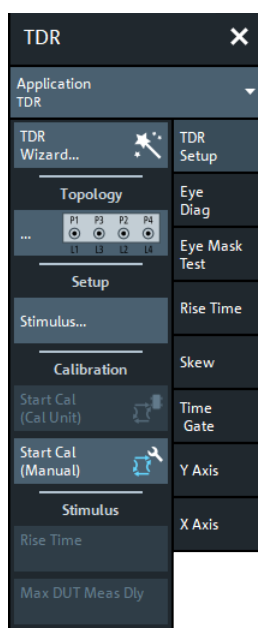 TDR
Application
TDR
TDR
Wizard...
Topology
...
P1 P3 P2 P4
L1 L3 L2 L4
Setup
Stimulus...
Calibration
Start Cal
(Cal Unit)
Start Cal
(Manual)
Stimulus
Rise Time
Max DUT Meas Dly
TDR
Setup
Eye
Diag
Eye Mask
Test
Rise Time
Skew
Time
Gate
Y Axis
X Axis